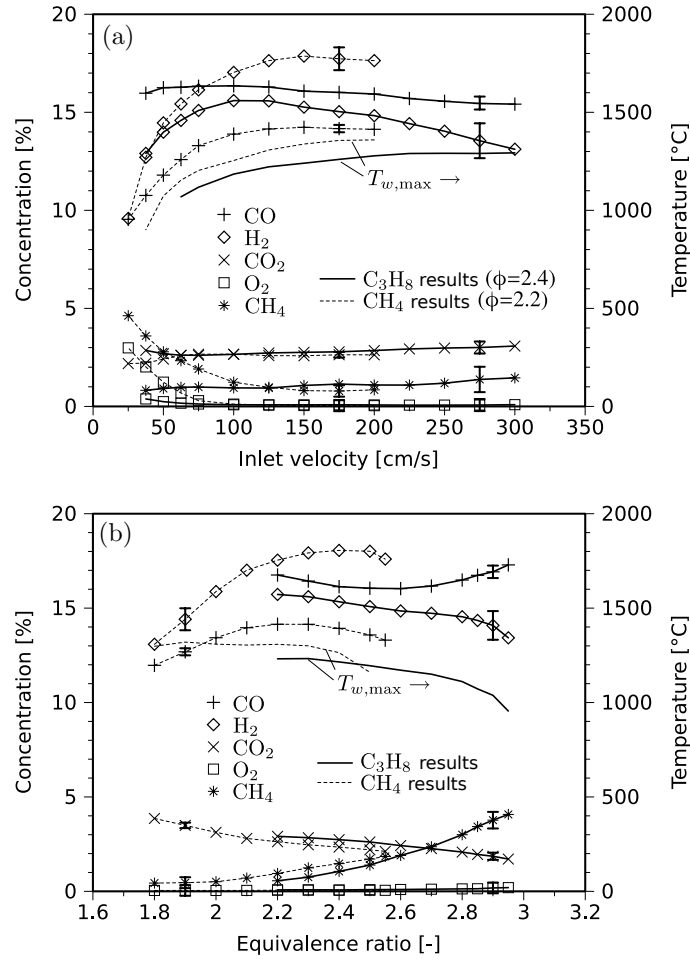 (a)
20
15
10
5
0
Concentration [%]
2000
1500
1000
500
0
Temperature [°C]
T_{w,max} →
CO
H₂
CO₂
O₂
CH₄
C₃H₈ results (ϕ=2.4)
CH₄ results (ϕ=2.2)
0 50 100 150 200 250 300 350
Inlet velocity [cm/s]
(b)
20
15
10
5
0
Concentration [%]
2000
1500
1000
500
0
Temperature [°C]
T_{w,max} →
CO
H₂
CO₂
O₂
CH₄
C₃H₈ results
CH₄ results
1.6 1.8 2 2.2 2.4 2.6 2.8 3 3.2
Equivalence ratio [-]